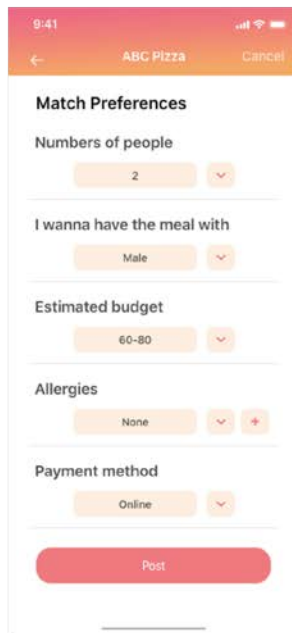 9:41
ABC Pizza Cancel
Match Preferences
Numbers of people
2
I wanna have the meal with
Male
Estimated budget
60-80
Allergies
None
Payment method
Online
Post